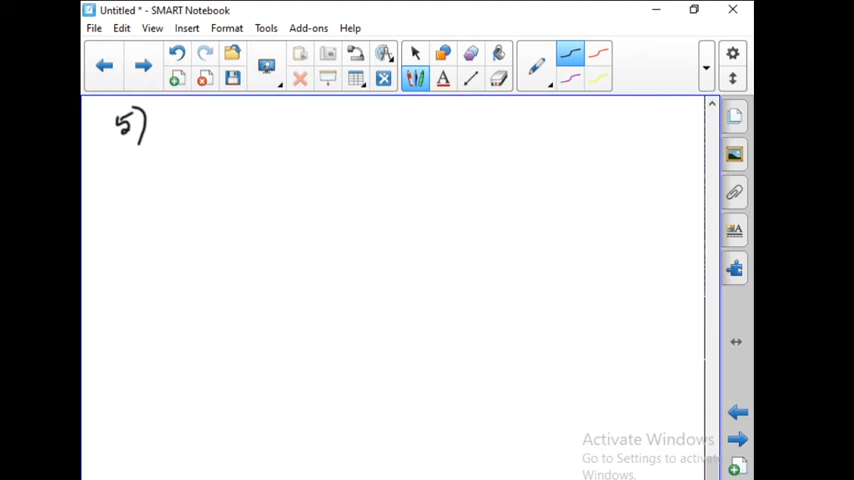 Untitled * - SMART Notebook
File Edit View Insert Format Tools Add-ons Help
5)
Activate Windows
Go to Settings to activate
Windows.